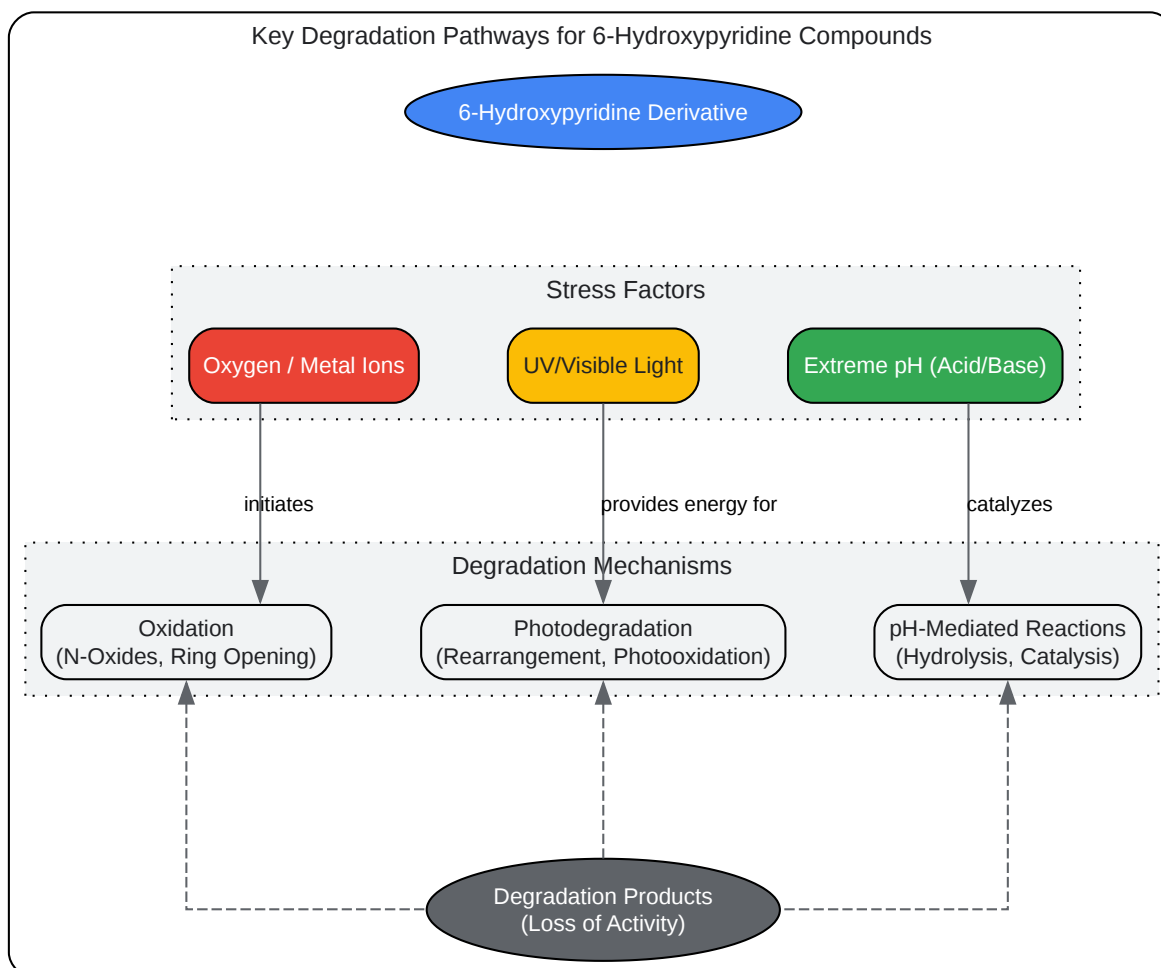 Key Degradation Pathways for 6-Hydroxypyridine Compounds
6-Hydroxypyridine Derivative
Stress Factors
Oxygen / Metal Ions
UV/Visible Light
Extreme pH (Acid/Base)
initiates
provides energy for
catalyzes
Degradation Mechanisms
Oxidation
(N-Oxides, Ring Opening)
Photodegradation
(Rearrangement, Photooxidation)
pH-Mediated Reactions
(Hydrolysis, Catalysis)
Degradation Products
(Loss of Activity)